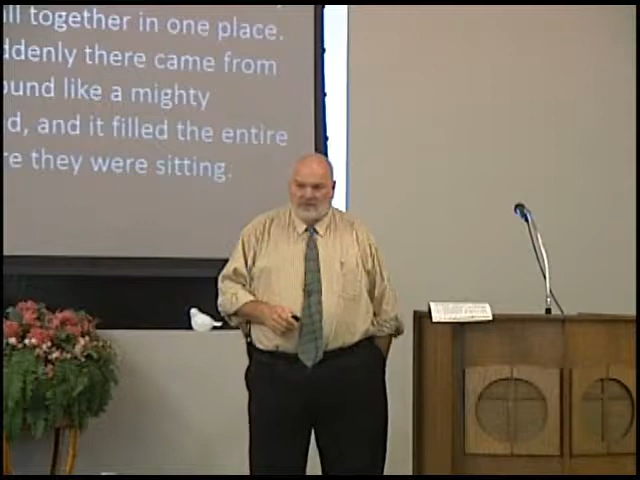 all together in one place.
ddenly there came from
ound like a mighty
d, and it filled the entire
re they were sitting.